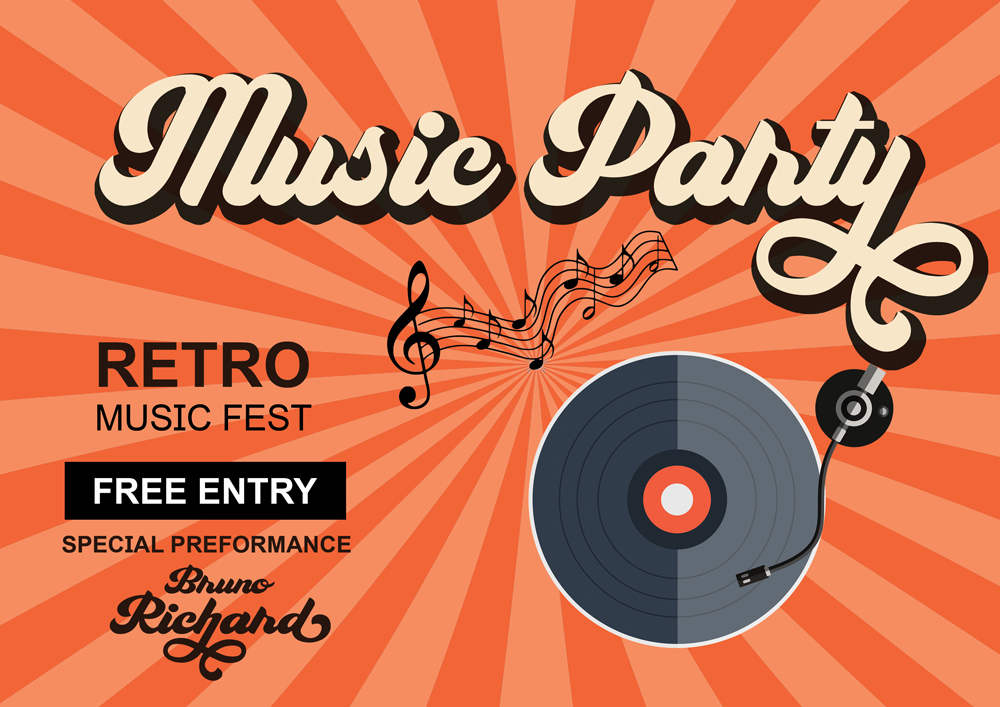 Music Party
RETRO
MUSIC FEST
FREE ENTRY
SPECIAL PREFORMANCE
Bruno
Richard